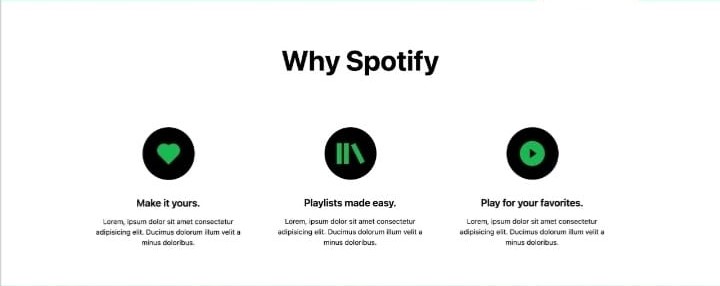 Why Spotify
Make it yours.
Lorem, ipsum dolor sit amet consectetur
adipisicing elit. Ducimus dolorum illum velit a
minus doloribus.
Playlists made easy.
Lorem, ipsum dolor sit amet consectetur
adipisicing elit. Ducimus dolorum illum velit a
minus doloribus.
Play for your favorites.
Lorem, ipsum dolor sit amet consectetur
adipisicing elit. Ducimus dolorum illum velit a
minus doloribus.